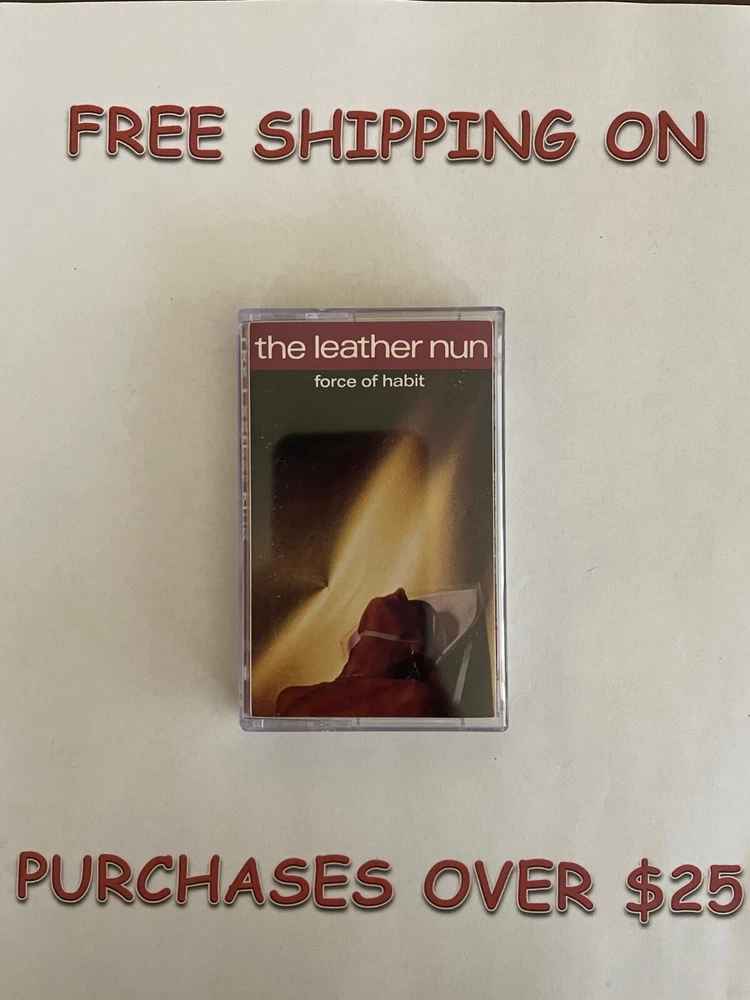 FREE SHIPPING ON
the leather nun
force of habit
PURCHASES OVER $25